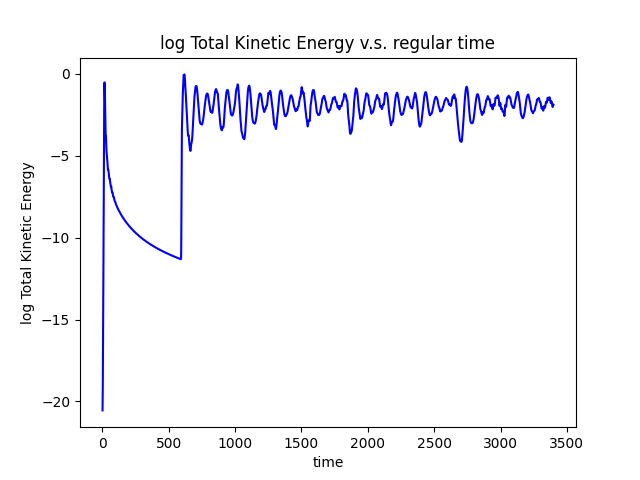 log Total Kinetic Energy v.s. regular time
log Total Kinetic Energy
0
−5
−10
−15
−20
0 500 1000 1500 2000 2500 3000 3500
time